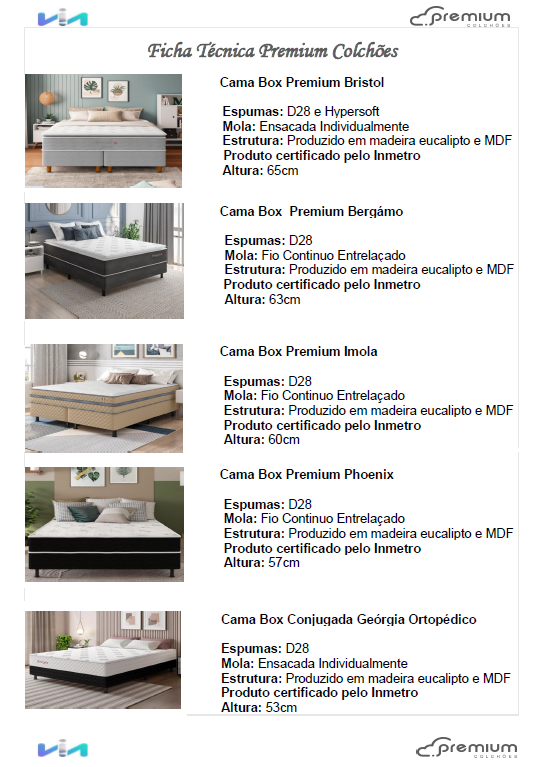 premium
COLCHÕES
Ficha Técnica Premium Colchões
Cama Box Premium Bristol
Espumas: D28 e Hypersoft
Mola: Ensacada Individualmente
Estrutura: Produzido em madeira eucalipto e MDF
Produto certificado pelo Inmetro
Altura: 65cm
Cama Box Premium Bergámo
Espumas: D28
Mola: Fio Continuo Entrelaçado
Estrutura: Produzido em madeira eucalipto e MDF
Produto certificado pelo Inmetro
Altura: 63cm
Cama Box Premium Imola
Espumas: D28
Mola: Fio Continuo Entrelaçado
Estrutura: Produzido em madeira eucalipto e MDF
Produto certificado pelo Inmetro
Altura: 60cm
Cama Box Premium Phoenix
Espumas: D28
Mola: Fio Continuo Entrelaçado
Estrutura: Produzido em madeira eucalipto e MDF
Produto certificado pelo Inmetro
Altura: 57cm
Cama Box Conjugada Geórgia Ortopédico
Espumas: D28
Mola: Ensacada Individualmente
Estrutura: Produzido em madeira eucalipto e MDF
Produto certificado pelo Inmetro
Altura: 53cm
premium
COLCHÕES